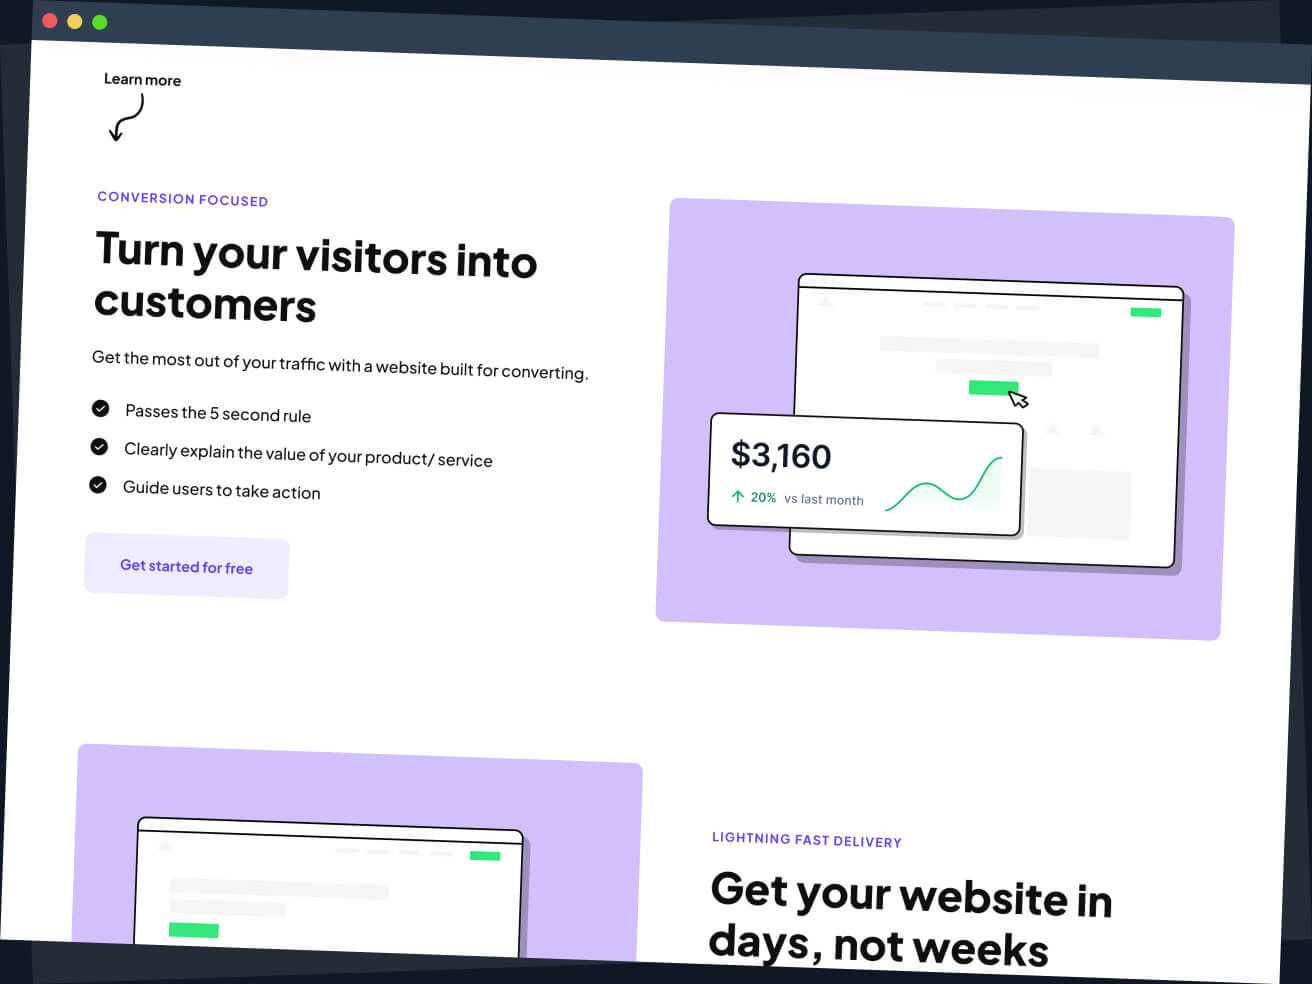 Learn more
CONVERSION FOCUSED
Turn your visitors into
customers
Get the most out of your traffic with a website built for converting.
Passes the 5 second rule
Clearly explain the value of your product/ service
Guide users to take action
Get started for free
$3,160
20% vs last month
LIGHTNING FAST DELIVERY
Get your website in
days, not weeks